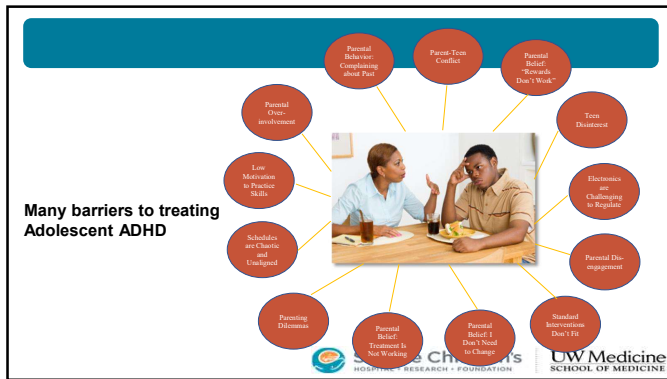 Parental
Behavior:
Complaining
about Past
Parent-Teen
Conflict
Parental
Belief:
"Rewards
Don't Work"
Teen
Disinterest
Electronics
are
Challenging
to Regulate
Parental Dis-
engagement
Standard
Interventions
Don't Fit
Parental
Belief: I
Don't Need
to Change
Parental
Belief:
Treatment Is
Not Working
Parenting
Dilemmas
Schedules
are Chaotic
and
Unaligned
Low
Motivation
to Practice
Skills
Parental
Over-
involvement
Many barriers to treating
Adolescent ADHD
HOSPITAL • RESEARCH • FOUNDATION
UW Medicine
SCHOOL OF MEDICINE